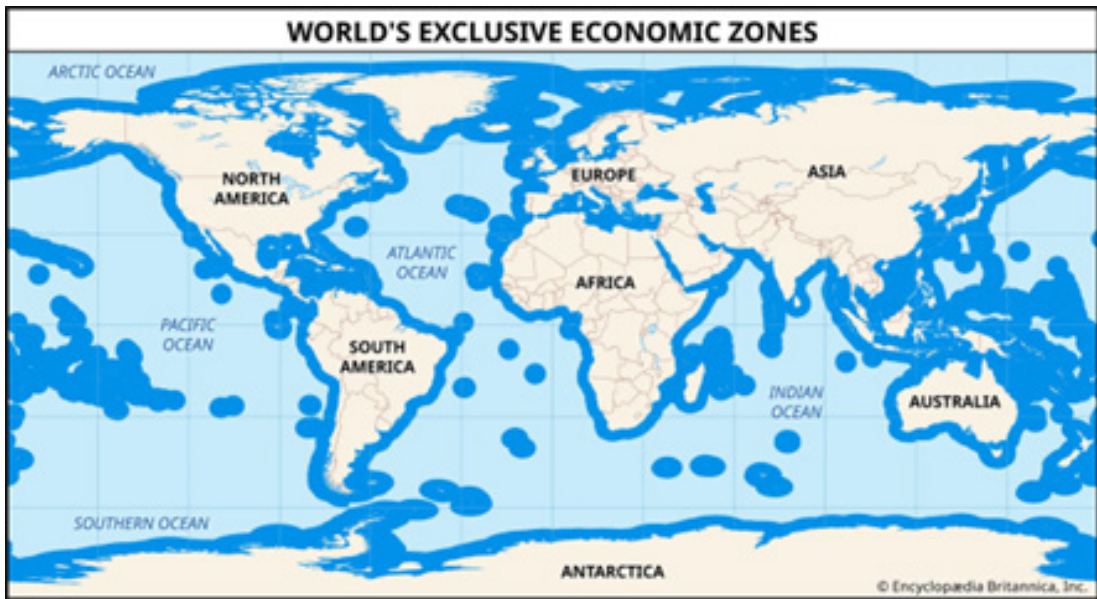 WORLD'S EXCLUSIVE ECONOMIC ZONES
ARCTIC OCEAN
NORTH
AMERICA
EUROPE
ASIA
ATLANTIC
OCEAN
AFRICA
PACIFIC
OCEAN
SOUTH
AMERICA
INDIAN
OCEAN
AUSTRALIA
SOUTHERN OCEAN
ANTARCTICA
© Encyclopædia Britannica, Inc.